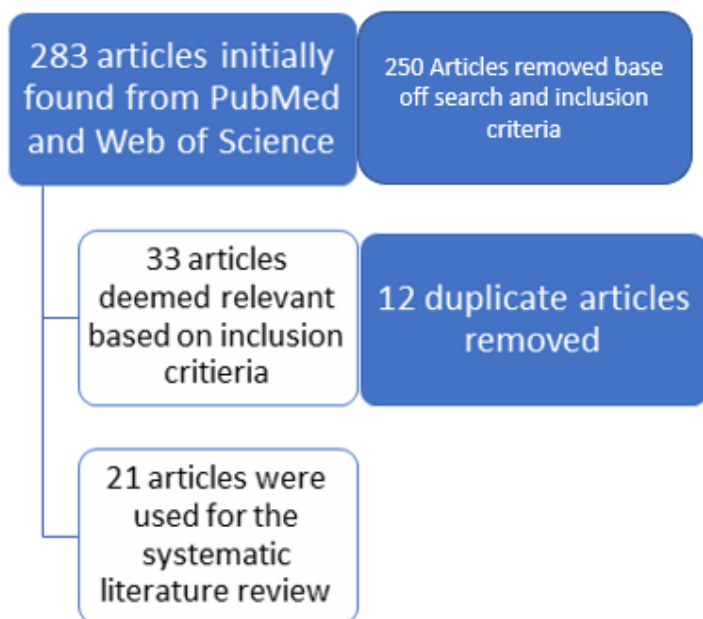 283 articles initially
found from PubMed
and Web of Science
250 Articles removed base
off search and inclusion
criteria
33 articles
deemed relevant
based on inclusion
critieria
12 duplicate articles
removed
21 articles were
used for the
systematic
literature review